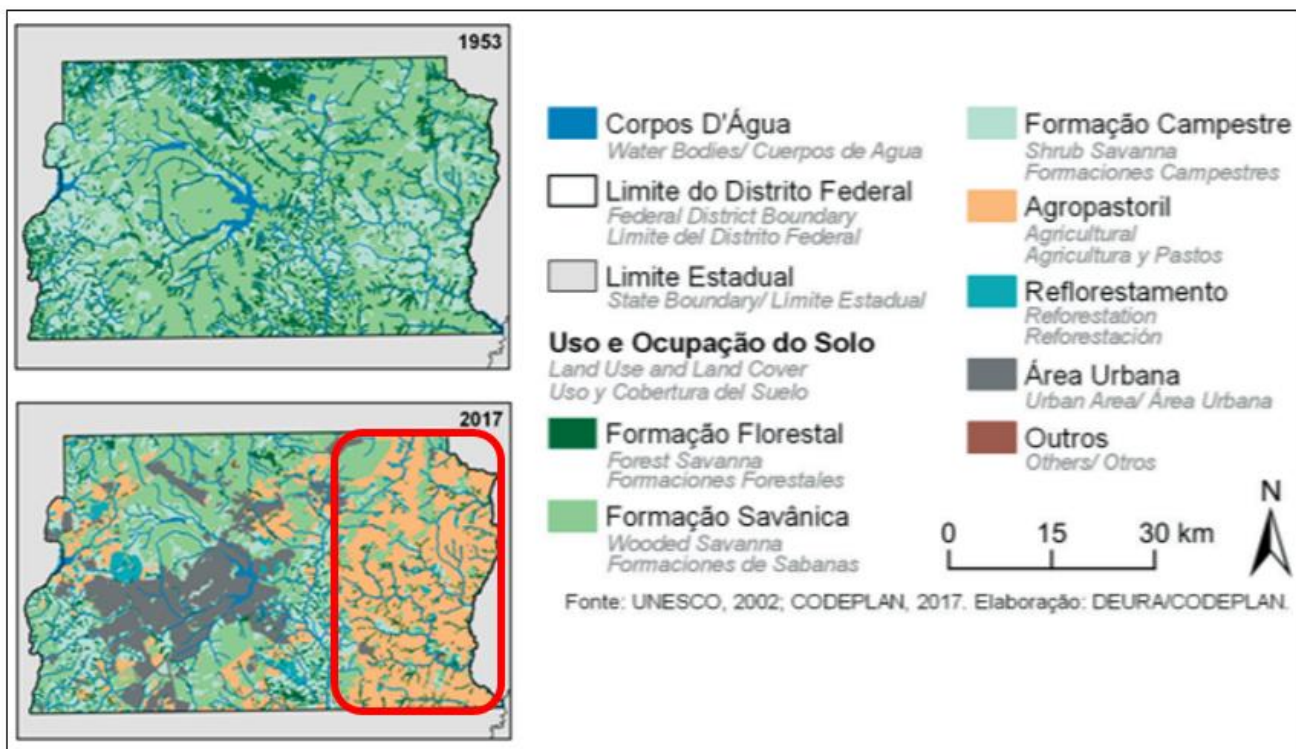 1953
2017
Corpos D'Água
Water Bodies/ Cuerpos de Agua
Limite do Distrito Federal
Federal District Boundary
Limite del Distrito Federal
Limite Estadual
State Boundary/ Límite Estadual
Uso e Ocupação do Solo
Land Use and Land Cover
Uso y Cobertura del Suelo
Formação Florestal
Forest Savanna
Formaciones Forestales
Formação Savânica
Wooded Savanna
Formaciones de Sabanas
Formação Campestre
Shrub Savanna
Formaciones Campestres
Agropastoril
Agricultural
Agricultura y Pastos
Reflorestamento
Reforestation
Reforestación
Área Urbana
Urban Area/ Área Urbana
Outros
Others/ Otros
N
0 15 30 km
Fonte: UNESCO, 2002; CODEPLAN, 2017. Elaboração: DEURA/CODEPLAN.